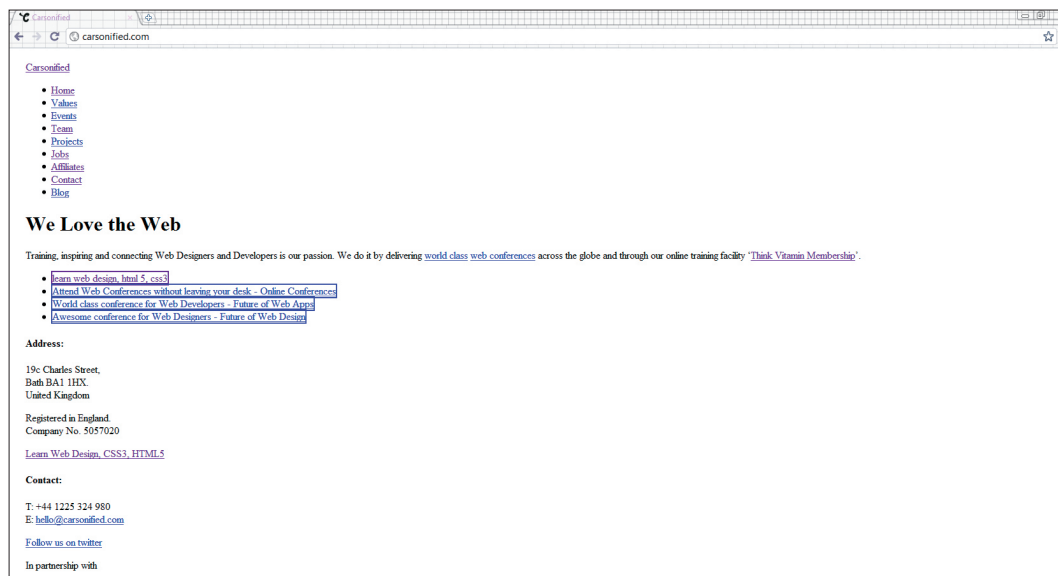 Carsonified
carsonified.com
Carsonified
Home
Values
Events
Team
Projects
Jobs
Affiliates
Contact
Blog
We Love the Web
Training, inspiring and connecting Web Designers and Developers is our passion. We do it by delivering world class web conferences across the globe and through our online training facility ‘Think Vitamin Membership’.
learn web design, html 5, css3
Attend Web Conferences without leaving your desk - Online Conferences
World class conference for Web Developers - Future of Web Apps
Awesome conference for Web Designers - Future of Web Design
Address:
19c Charles Street,
Bath BA1 1HX.
United Kingdom
Registered in England.
Company No. 5057020
Learn Web Design, CSS3, HTML5
Contact:
T: +44 1225 324 980
E: hello@carsonified.com
Follow us on twitter
In partnership with